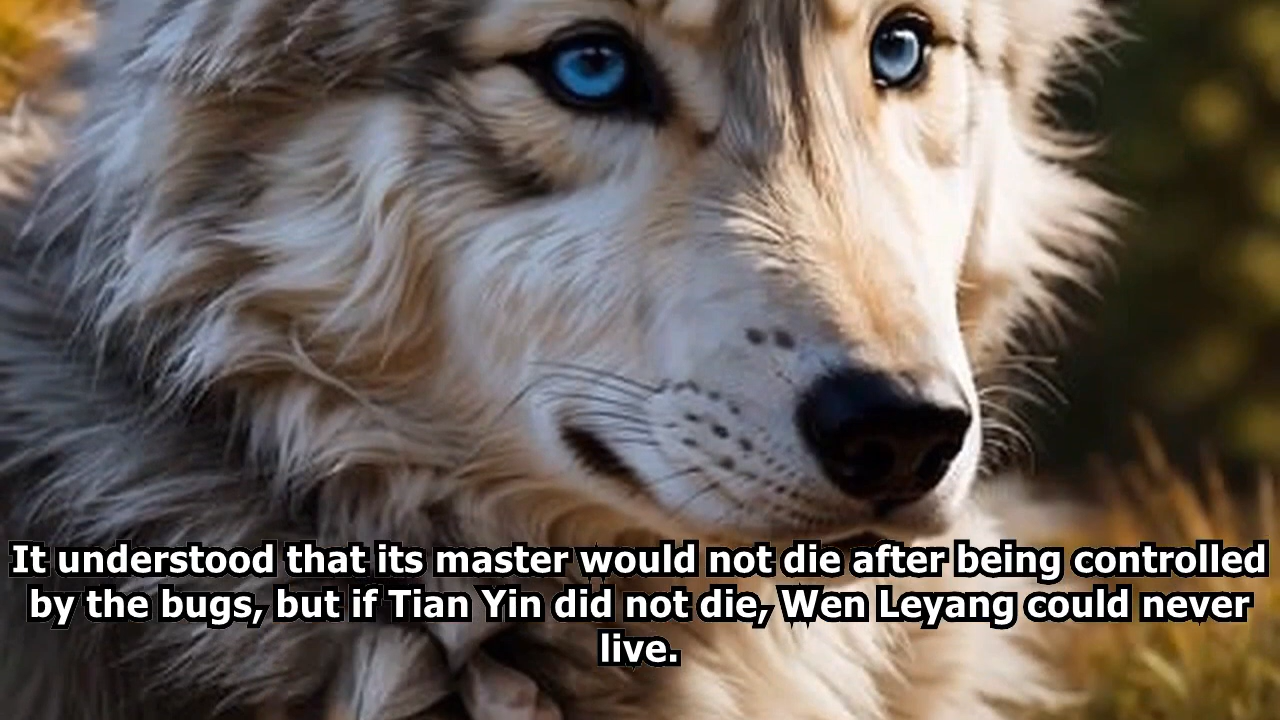 It understood that its master would not die after being controlled
by the bugs, but if Tian Yin did not die, Wen Leyang could never
live.